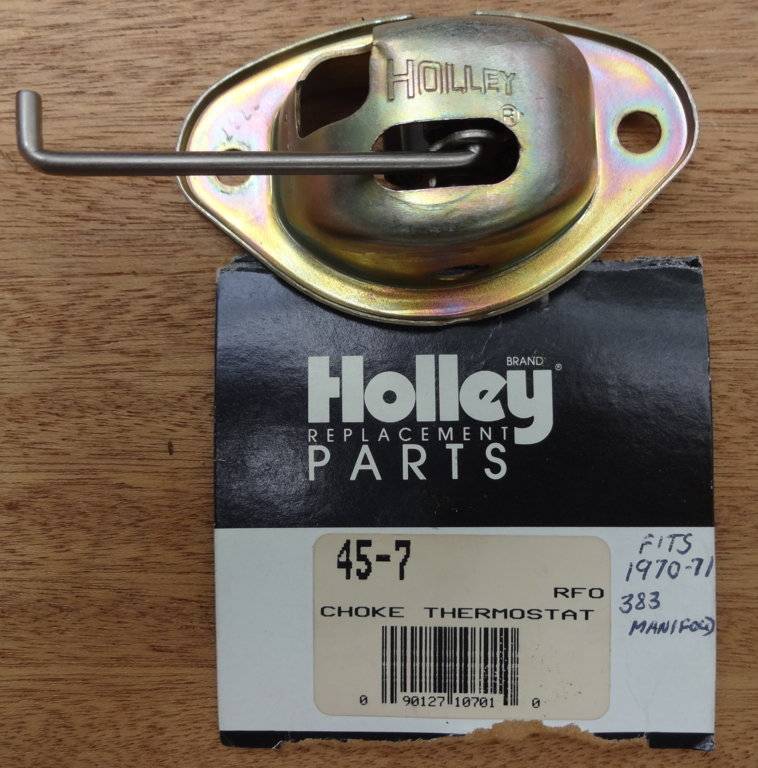 HOLLEY
®
BRAND
Holley®
REPLACEMENT
PARTS
45-7
RFO
CHOKE THERMOSTAT
0 90127 10701 0
FITS
1970-71
383
MANIFOLD